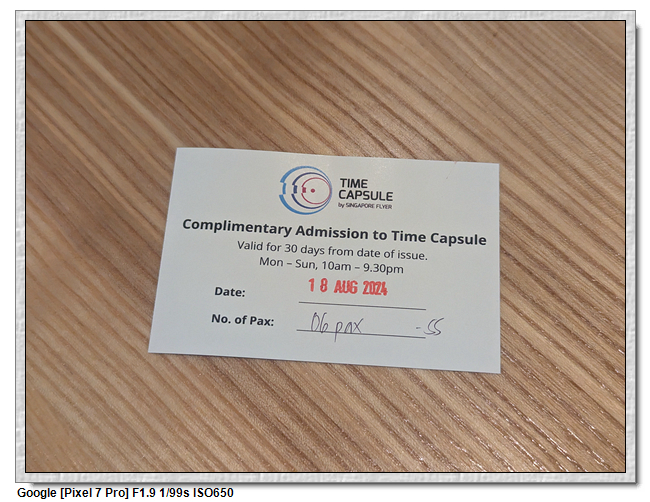 TIME
CAPSULE
by SINGAPORE FLYER
Complimentary Admission to Time Capsule
Valid for 30 days from date of issue.
Mon – Sun, 10am – 9.30pm
Date: 18 AUG 2024
No. of Pax: 06 pax -SS
Google [Pixel 7 Pro] F1.9 1/99s ISO650